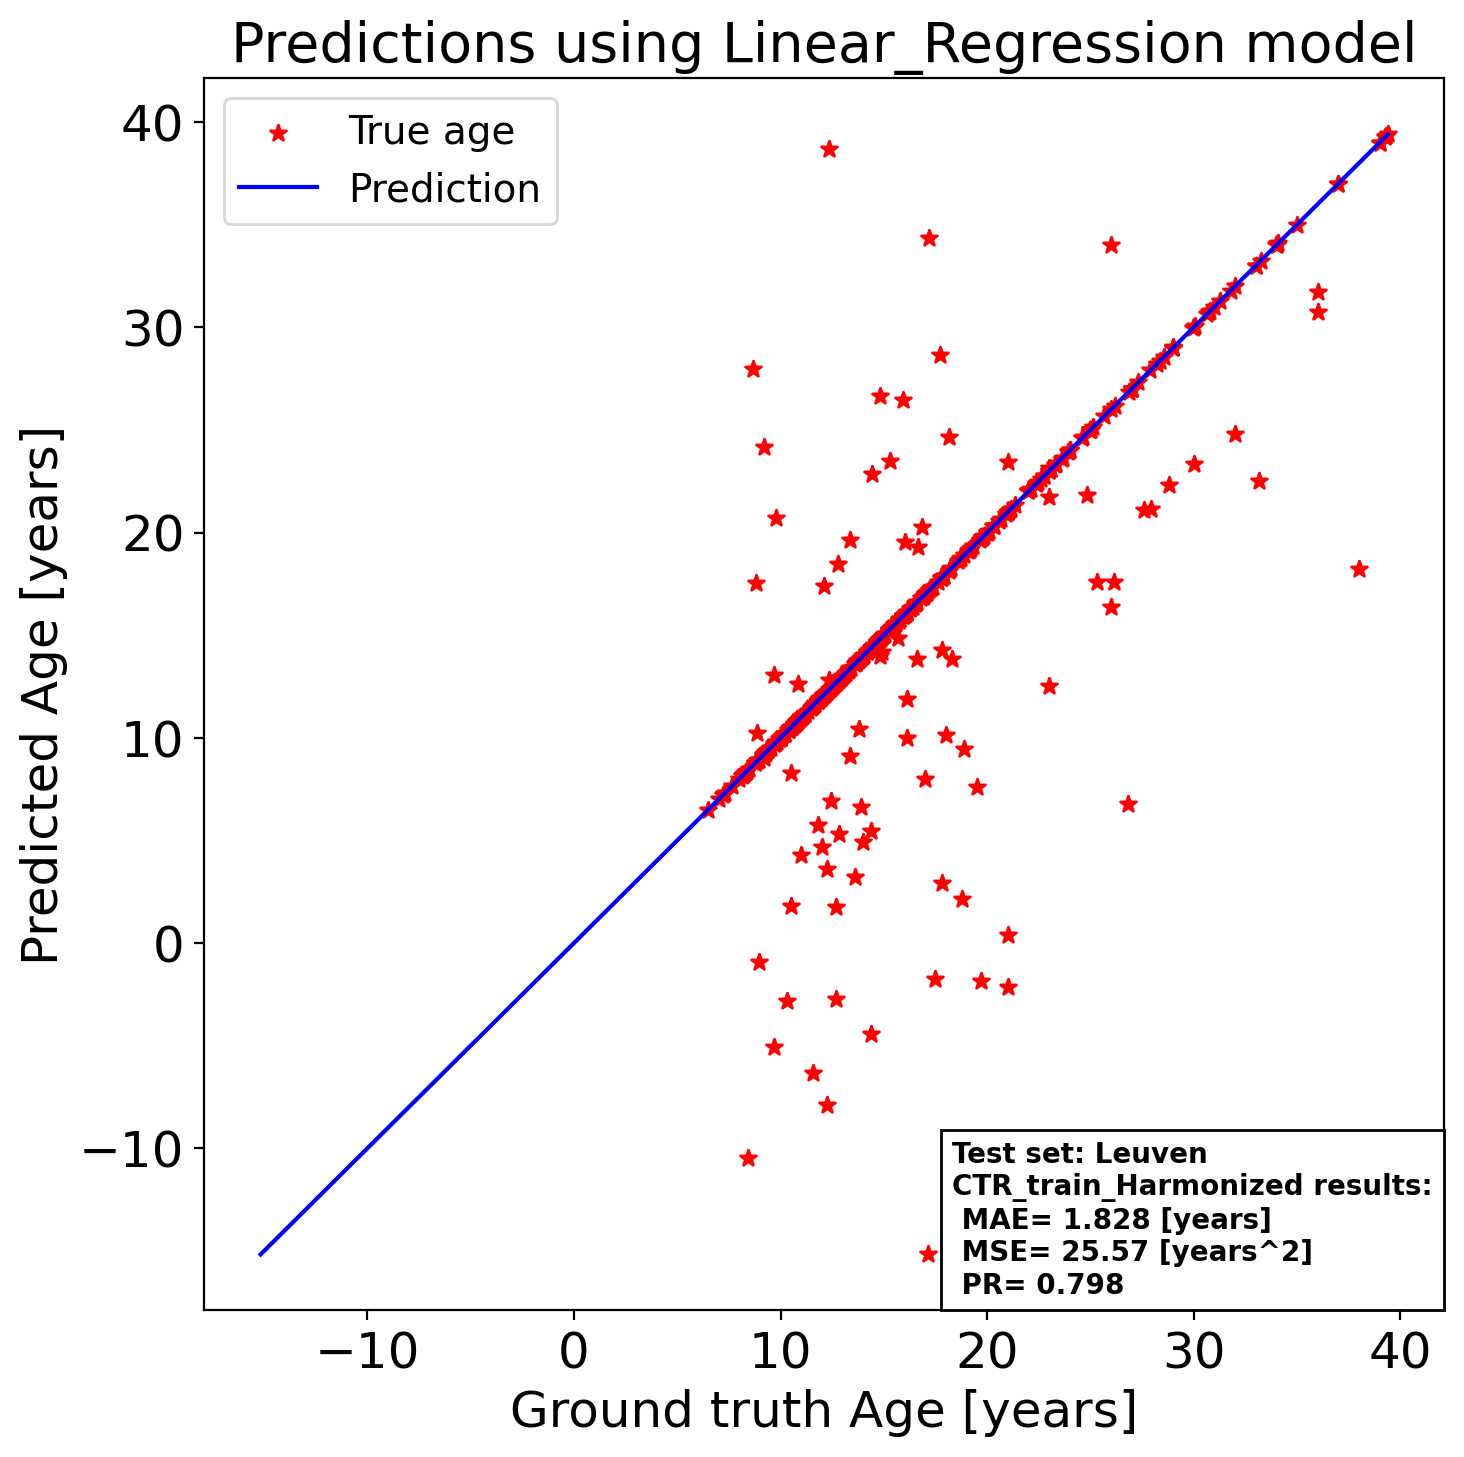 Predictions using Linear_Regression model
True age
Prediction
Predicted Age [years]
40
30
20
10
0
−10
−10
0
10
20
30
40
Ground truth Age [years]
Test set: Leuven
CTR_train_Harmonized results:
MAE= 1.828 [years]
MSE= 25.57 [years^2]
PR= 0.798